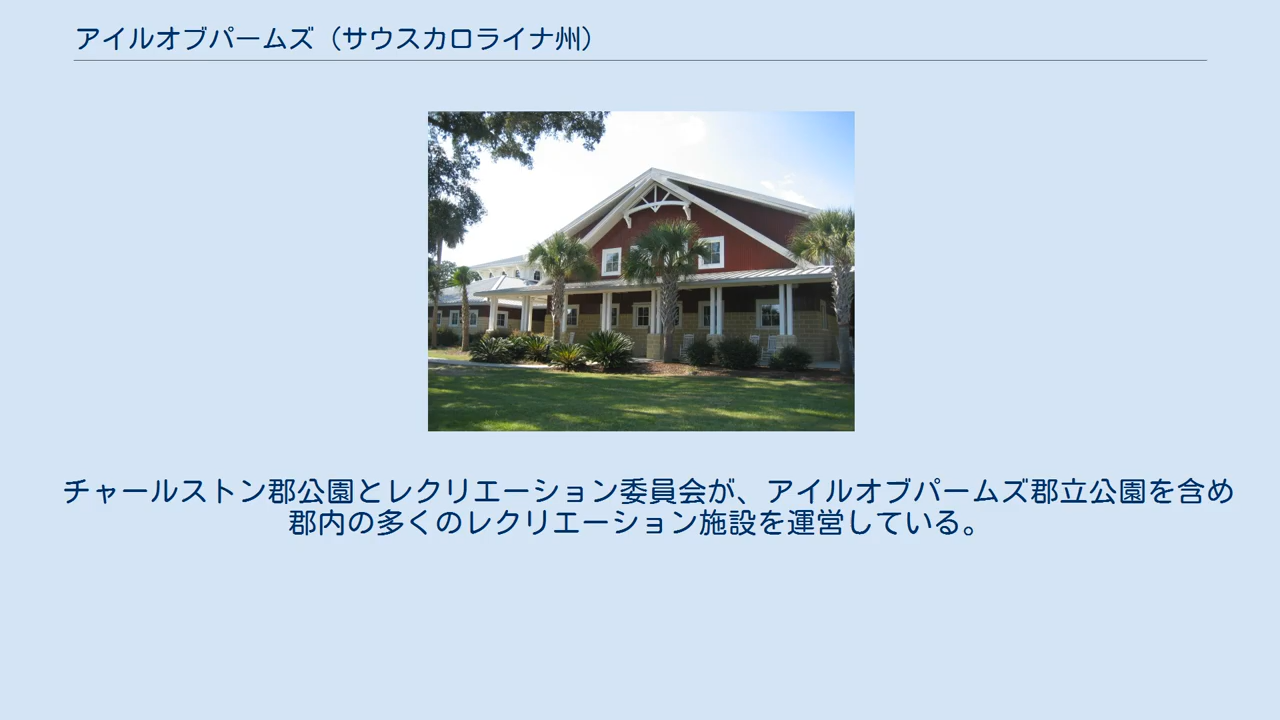 アイルオブパームズ（サウスカロライナ州）
チャールストン郡公園とレクリエーション委員会が、アイルオブパームズ郡立公園を含め
郡内の多くのレクリエーション施設を運営している。